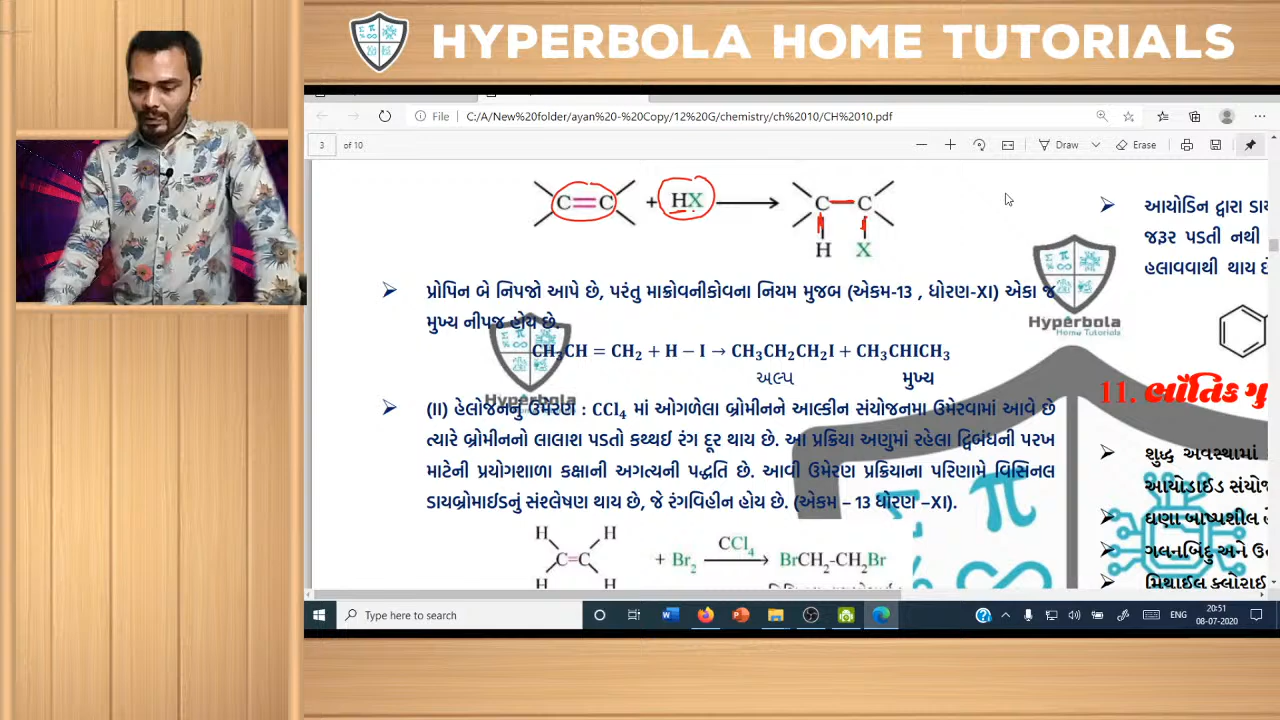 HYPERBOLA HOME TUTORIALS
File C:/A/New%20folder/ayan%20-%20Copy/12%20G/chemistry/ch%2010/CH%2010.pdf
3 of 10 Draw Erase
C = C + HX → C — C
H X
પ્રોપિન બે નિપજો આપે છે, પરંતુ માર્કોવનીકોવના નિયમ મુજબ (એકમ-13 , ધોરણ-XI) એકા જ
મુખ્ય નીપજ હોય છે.
CH₃CH = CH₂ + H − I → CH₃CH₂CH₂I + CH₃CHICH₃
અલ્પ મુખ્ય
(II) હેલોજનનું ઉમેરણ : CCl₄ માં ઓગળેલા બ્રોમીનને આલ્કીન સંયોજનમા ઉમેરવામાં આવે છે
ત્યારે બ્રોમીનનો લાલાશ પડતો કથ્થઈ રંગ દૂર થાય છે. આ પ્રક્રિયા અણુમાં રહેલા દ્વિબંધની પરખ
માટેની પ્રયોગશાળા કક્ષાની અગત્યની પદ્ધતિ છે. આવી ઉમેરણ પ્રક્રિયાના પરિણામે વિસિનલ
ડાયબ્રોમાઇડનું સંશ્લેષણ થાય છે, જે રંગવિહીન હોય છે. (એકમ – 13 ધોરણ –XI).
H H
C=C + Br₂ CCl₄ → BrCH₂-CH₂Br
H H
આયોડિન દ્વારા
જરૂર પડતી નથી
હલાવવાથી થાય
Hyperbola
Home Tutorials
11.
શુદ્ધ અવસ્થામાં
આયોડાઈડ
ઘણા બાષ્પશીલ
ગલનબિંદુ અને
મિથાઈલ
Type here to search
ENG
20:51
08-07-2020